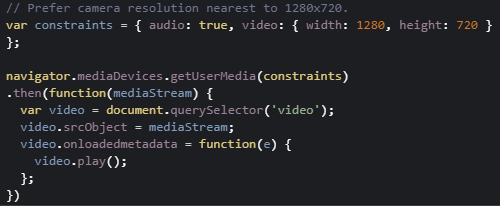 // Prefer camera resolution nearest to 1280x720.
var constraints = { audio: true, video: { width: 1280, height: 720 }
};

navigator.mediaDevices.getUserMedia(constraints)
.then(function(mediaStream) {
  var video = document.querySelector('video');
  video.srcObject = mediaStream;
  video.onloadedmetadata = function(e) {
    video.play();
  };
})